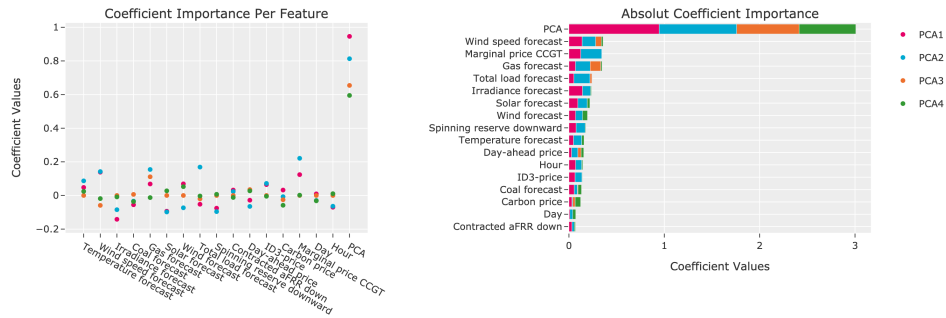 Coefficient Importance Per Feature
Coefficient Values
1
0.8
0.6
0.4
0.2
0
−0.2
Temperature forecast
Wind speed forecast
Irradiance forecast
Coal forecast
Gas forecast
Solar forecast
Wind forecast
Total load forecast
Spinning reserve downward
Contracted aFRR down
Day-ahead price
ID3-price
Carbon price
Marginal price CCGT
Day
Hour
PCA
Absolut Coefficient Importance
PCA
Wind speed forecast
Marginal price CCGT
Gas forecast
Total load forecast
Irradiance forecast
Solar forecast
Wind forecast
Spinning reserve downward
Temperature forecast
Day-ahead price
Hour
ID3-price
Coal forecast
Carbon price
Day
Contracted aFRR down
0
1
2
3
Coefficient Values
PCA1
PCA2
PCA3
PCA4